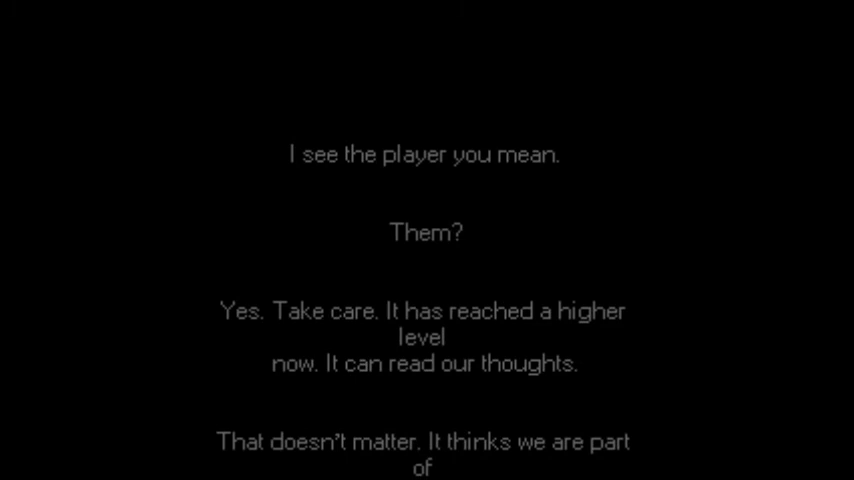 I see the player you mean.
Them?
Yes. Take care. It has reached a higher
level
now. It can read our thoughts.
That doesn't matter. It thinks we are part
of